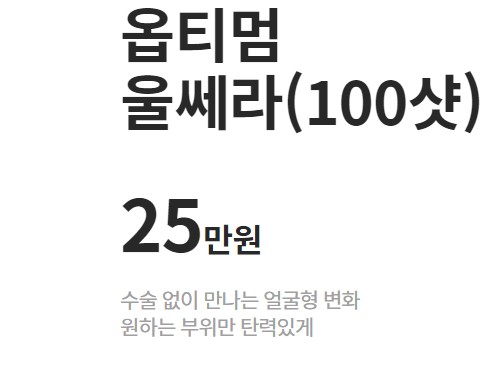 옵티멈
울쎄라(100샷)
25만원
수술 없이 만나는 얼굴형 변화
원하는 부위만 탄력있게